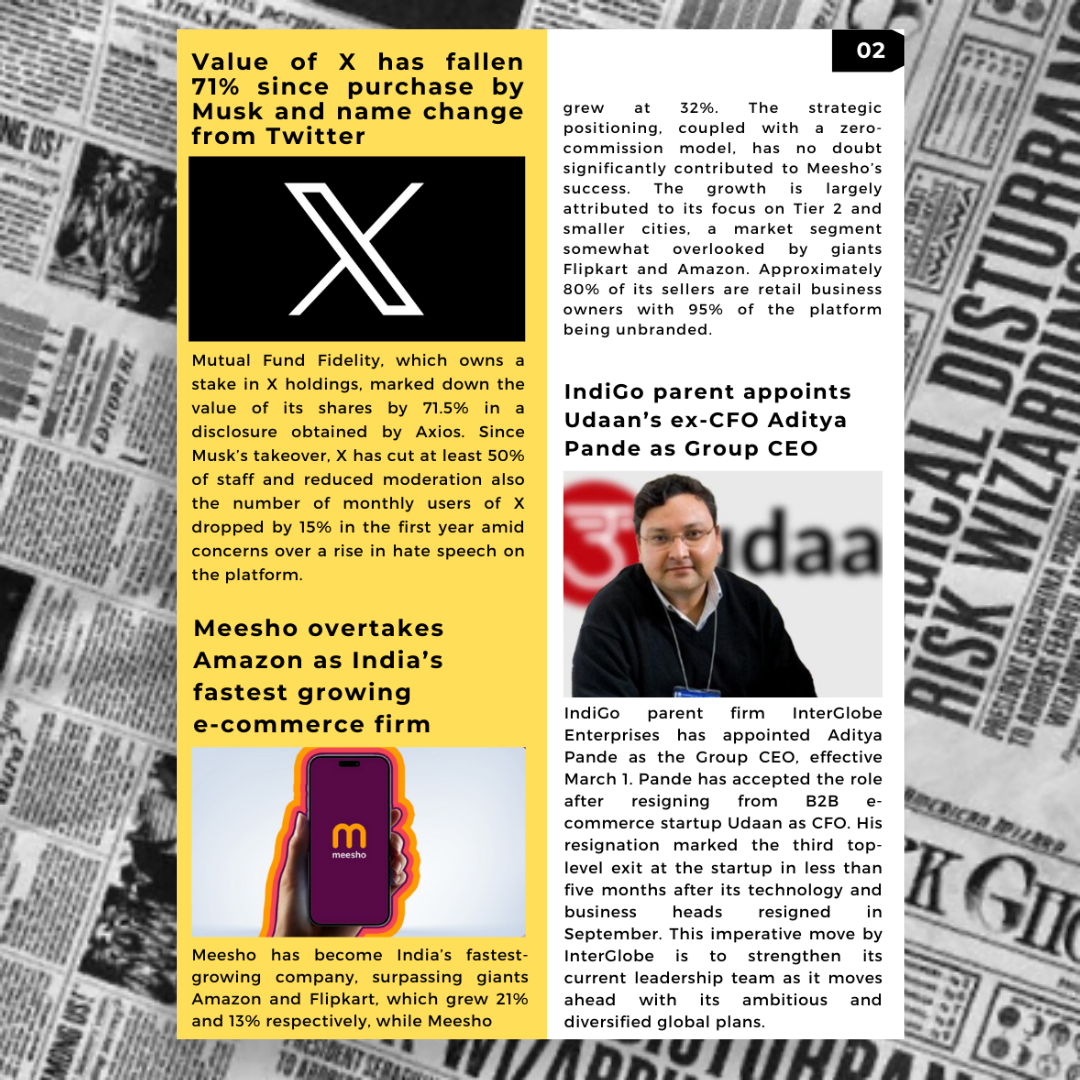 02
Value of X has fallen
71% since purchase by
Musk and name change
from Twitter
Mutual Fund Fidelity, which owns a
stake in X holdings, marked down the
value of its shares by 71.5% in a
disclosure obtained by Axios. Since
Musk's takeover, X has cut at least 50%
of staff and reduced moderation also
the number of monthly users of X
dropped by 15% in the first year amid
concerns over a rise in hate speech on
the platform.
Meesho overtakes
Amazon as India's
fastest growing
e-commerce firm
meesho
Meesho has become India's fastest-
growing company, surpassing giants
Amazon and Flipkart, which grew 21%
and 13% respectively, while Meesho
grew at 32%. The strategic
positioning, coupled with a zero-
commission model, has no doubt
significantly contributed to Meesho's
success. The growth is largely
attributed to its focus on Tier 2 and
smaller cities, a market segment
somewhat overlooked by giants
Flipkart and Amazon. Approximately
80% of its sellers are retail business
owners with 95% of the platform
being unbranded.
IndiGo parent appoints
Udaan's ex-CFO Aditya
Pande as Group CEO
udaa
IndiGo parent firm InterGlobe
Enterprises has appointed Aditya
Pande as the Group CEO, effective
March 1. Pande has accepted the role
after resigning from B2B e-
commerce startup Udaan as CFO. His
resignation marked the third top-
level exit at the startup in less than
five months after its technology and
business heads resigned in
September. This imperative move by
InterGlobe is to strengthen its
current leadership team as it moves
ahead with its ambitious and
diversified global plans.
EDITORIAL
RISK WIZARDING
AMERICAN WIZARD